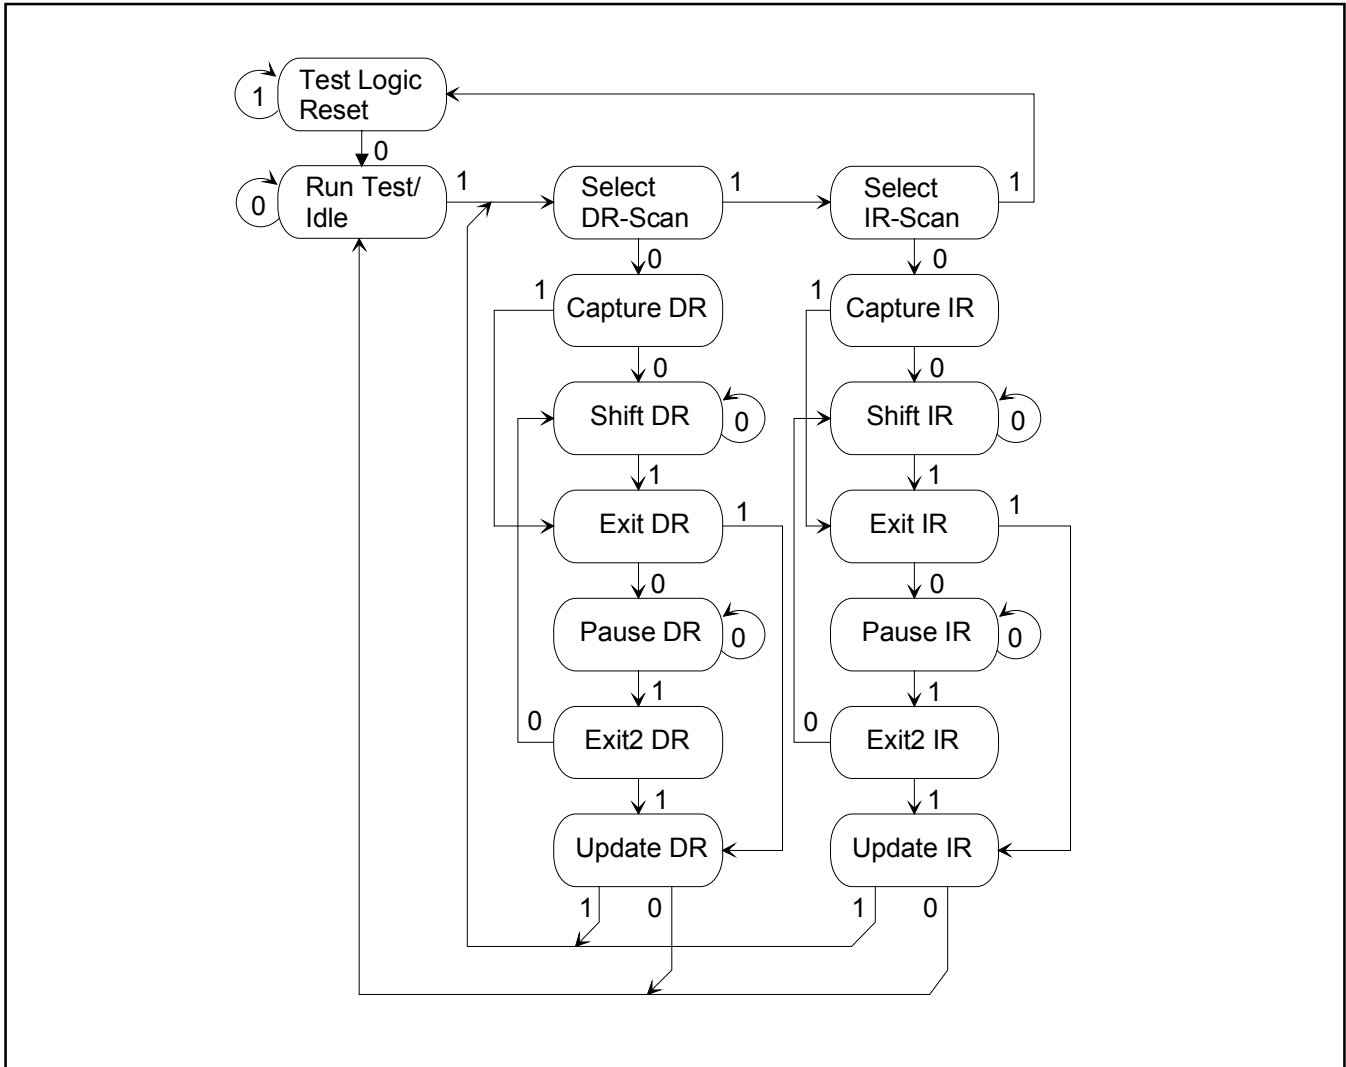 Test Logic
Reset
1
0
Run Test/
Idle
0
1
Select
DR-Scan
1
Select
IR-Scan
1
0
0
1
Capture DR
1
Capture IR
0
0
Shift DR
0
Shift IR
0
1
1
Exit DR
1
Exit IR
1
0
0
Pause DR
0
Pause IR
0
1
1
0
Exit2 DR
0
Exit2 IR
1
1
Update DR
Update IR
1
0
1
0